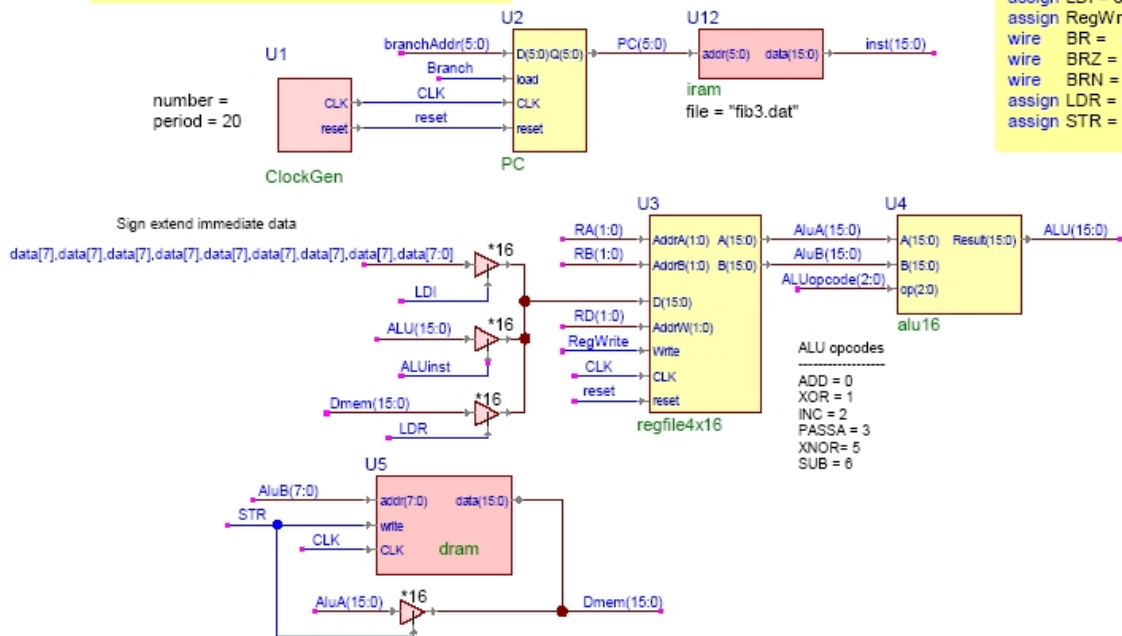 assign RegWr
wire BR =
wire BRZ =
wire BRN =
assign LDR =
assign STR =
U1
number =
period = 20
CLK
reset
ClockGen
CLK
reset
U2
branchAddr(5:0)
Branch
D(5:0)Q(5:0)
load
CLK
reset
PC
PC(5:0)
U12
addr(5:0) data(15:0)
iram
file = "fib3.dat"
inst(15:0)
Sign extend immediate data
data[7],data[7],data[7],data[7],data[7],data[7],data[7],data[7],data[7:0]
*16
LDI
ALU(15:0)
*16
ALUinst
Dmem(15:0)
*16
LDR
U3
RA(1:0)
RB(1:0)
RD(1:0)
RegWrite
CLK
reset
AddrA(1:0) A(15:0)
AddrB(1:0) B(15:0)
D(15:0)
AddrW(1:0)
Write
CLK
reset
regfile4x16
AluA(15:0)
AluB(15:0)
ALUopcode(2:0)
U4
A(15:0) Result(15:0)
B(15:0)
op(2:0)
alu16
ALU(15:0)
ALU opcodes
-----------------
ADD = 0
XOR = 1
INC = 2
PASSA = 3
XNOR= 5
SUB = 6
U5
AluB(7:0)
STR
CLK
addr(7:0) data(15:0)
write
CLK
dram
AluA(15:0)
*16
Dmem(15:0)